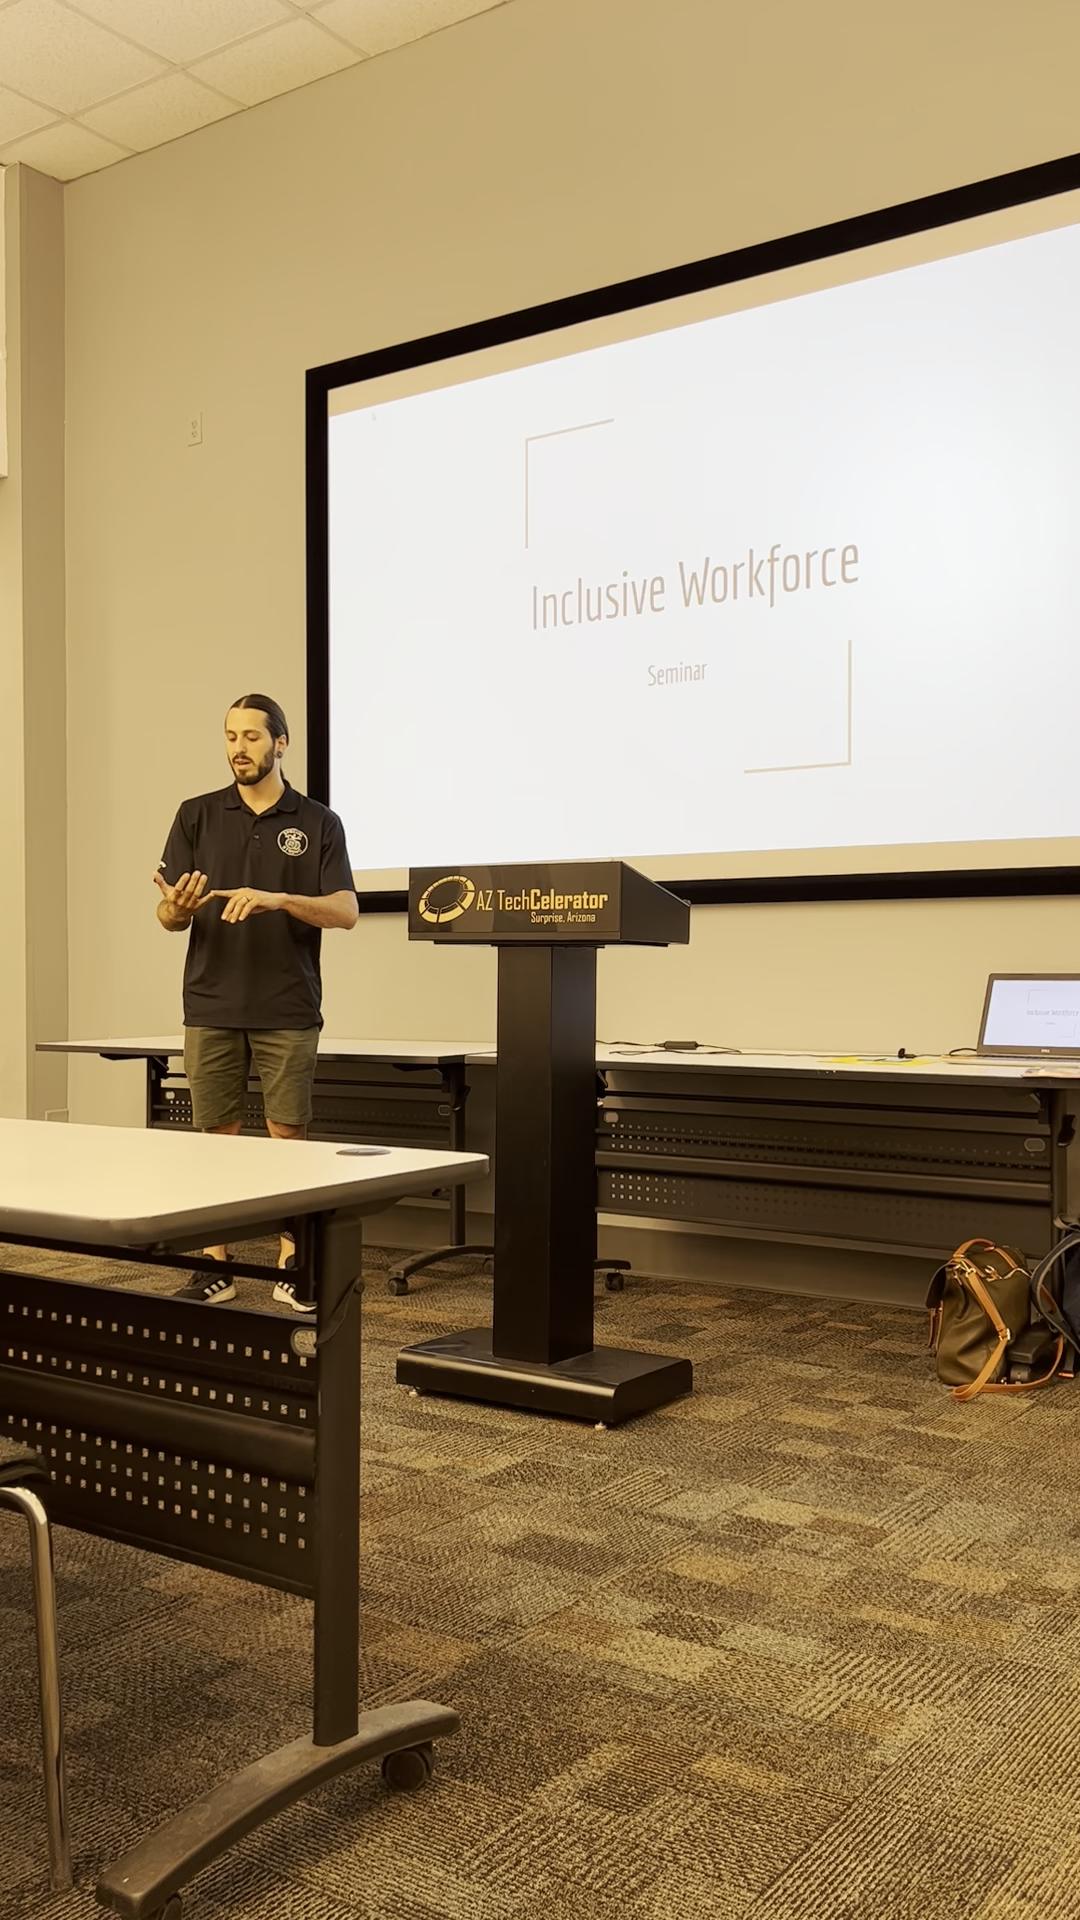 Inclusive Workforce
Seminar
AZ TechCelerator
Surprise, Arizona
Inclusive Workforce